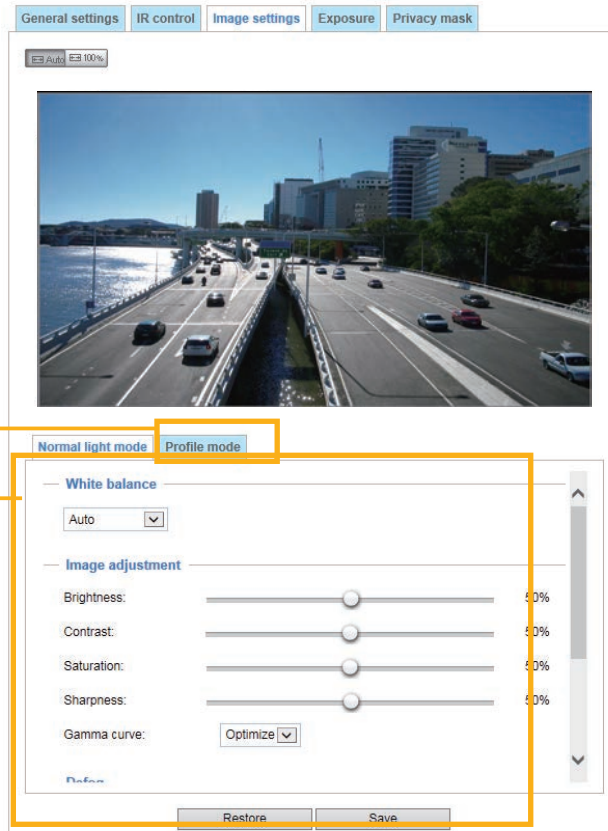 General settings IR control Image settings Exposure Privacy mask
Auto 100%
Normal light mode Profile mode
White balance
Auto
Image adjustment
Brightness: 50%
Contrast: 50%
Saturation: 50%
Sharpness: 50%
Gamma curve: Optimize
Defog
Restore Save